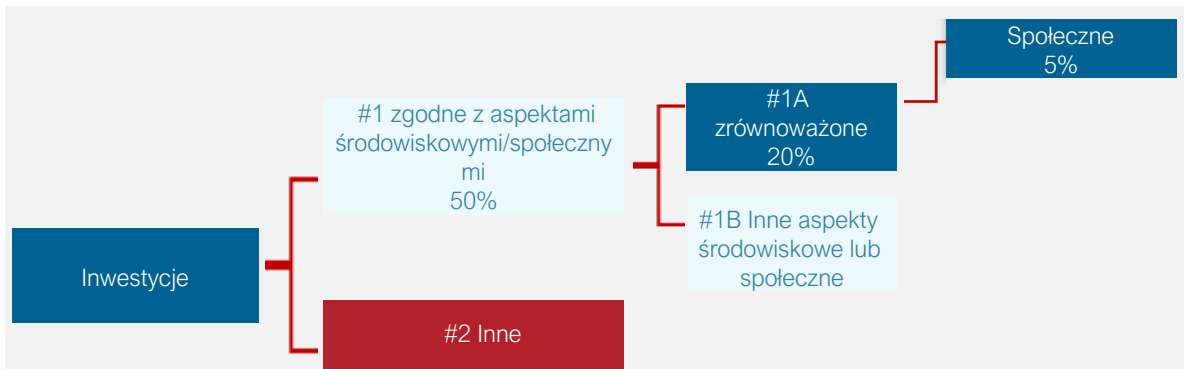 Społeczne
5%
#1 zgodne z aspektami
środowiskowymi/społeczny
mi
50%
#1A
zrównoważone
20%
#1B Inne aspekty
środowiskowe lub
społeczne
Inwestycje
#2 Inne